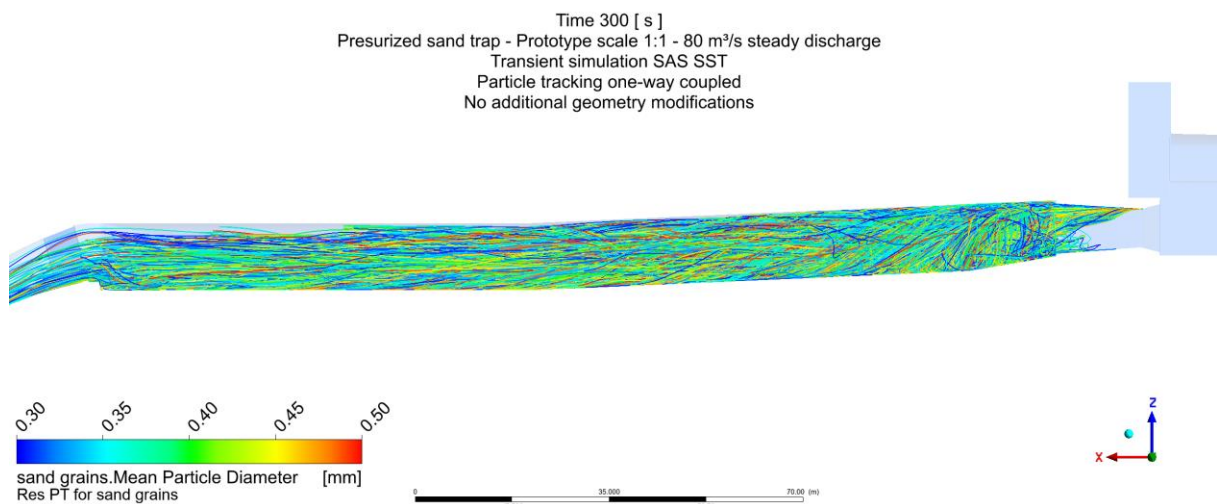 Time 300 [ s ]
Presurized sand trap - Prototype scale 1:1 - 80 m³/s steady discharge
Transient simulation SAS SST
Particle tracking one-way coupled
No additional geometry modifications
0.30 0.35 0.40 0.45 0.50
sand grains.Mean Particle Diameter [mm]
Res PT for sand grains
0 35.000 70.00 (m)
Z
X